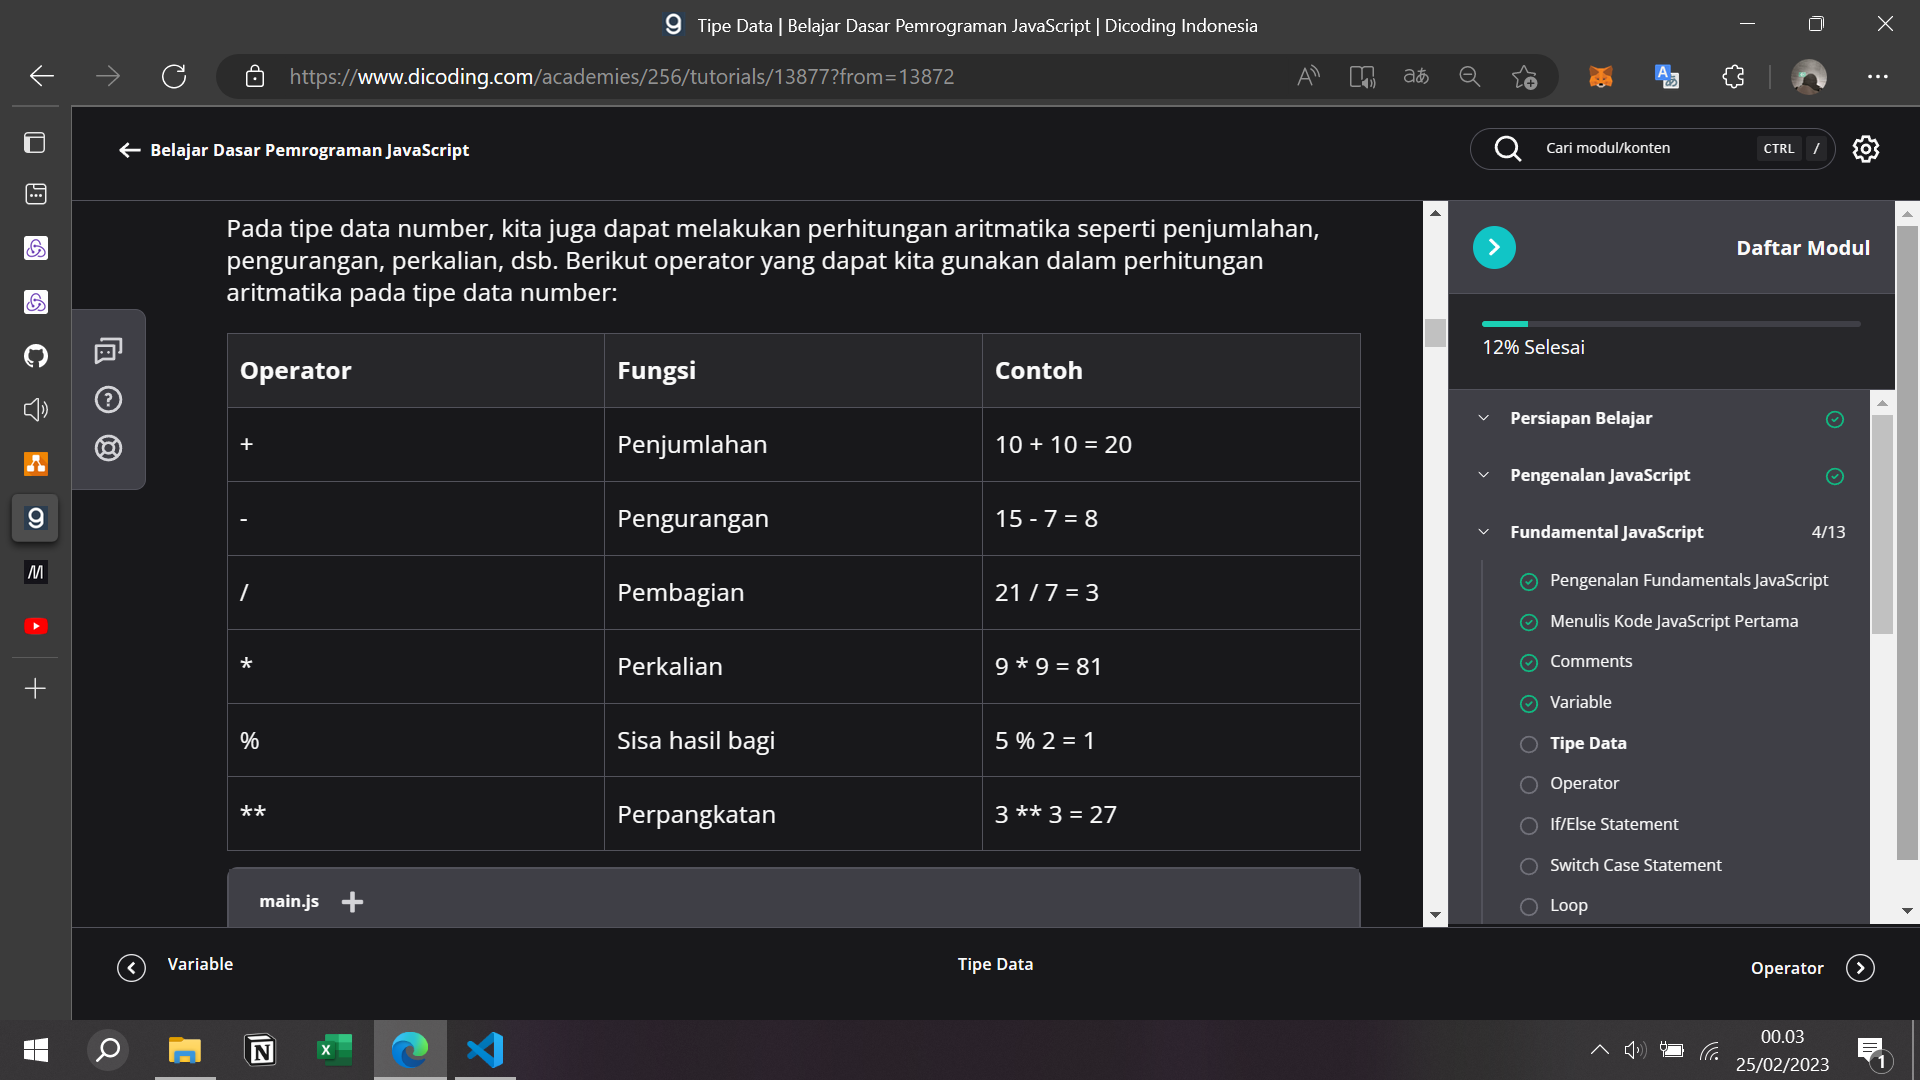 Tipe Data | Belajar Dasar Pemrograman JavaScript | Dicoding Indonesia
https://www.dicoding.com/academies/256/tutorials/13877?from=13872
Belajar Dasar Pemrograman JavaScript
Cari modul/konten CTRL /
Pada tipe data number, kita juga dapat melakukan perhitungan aritmatika seperti penjumlahan,
pengurangan, perkalian, dsb. Berikut operator yang dapat kita gunakan dalam perhitungan
aritmatika pada tipe data number:
Operator Fungsi Contoh
+ Penjumlahan 10 + 10 = 20
- Pengurangan 15 - 7 = 8
/ Pembagian 21 / 7 = 3
* Perkalian 9 * 9 = 81
% Sisa hasil bagi 5 % 2 = 1
** Perpangkatan 3 ** 3 = 27
main.js
Daftar Modul
12% Selesai
Persiapan Belajar
Pengenalan JavaScript
Fundamental JavaScript 4/13
Pengenalan Fundamentals JavaScript
Menulis Kode JavaScript Pertama
Comments
Variable
Tipe Data
Operator
If/Else Statement
Switch Case Statement
Loop
Variable
Tipe Data
Operator
00.03
25/02/2023
1